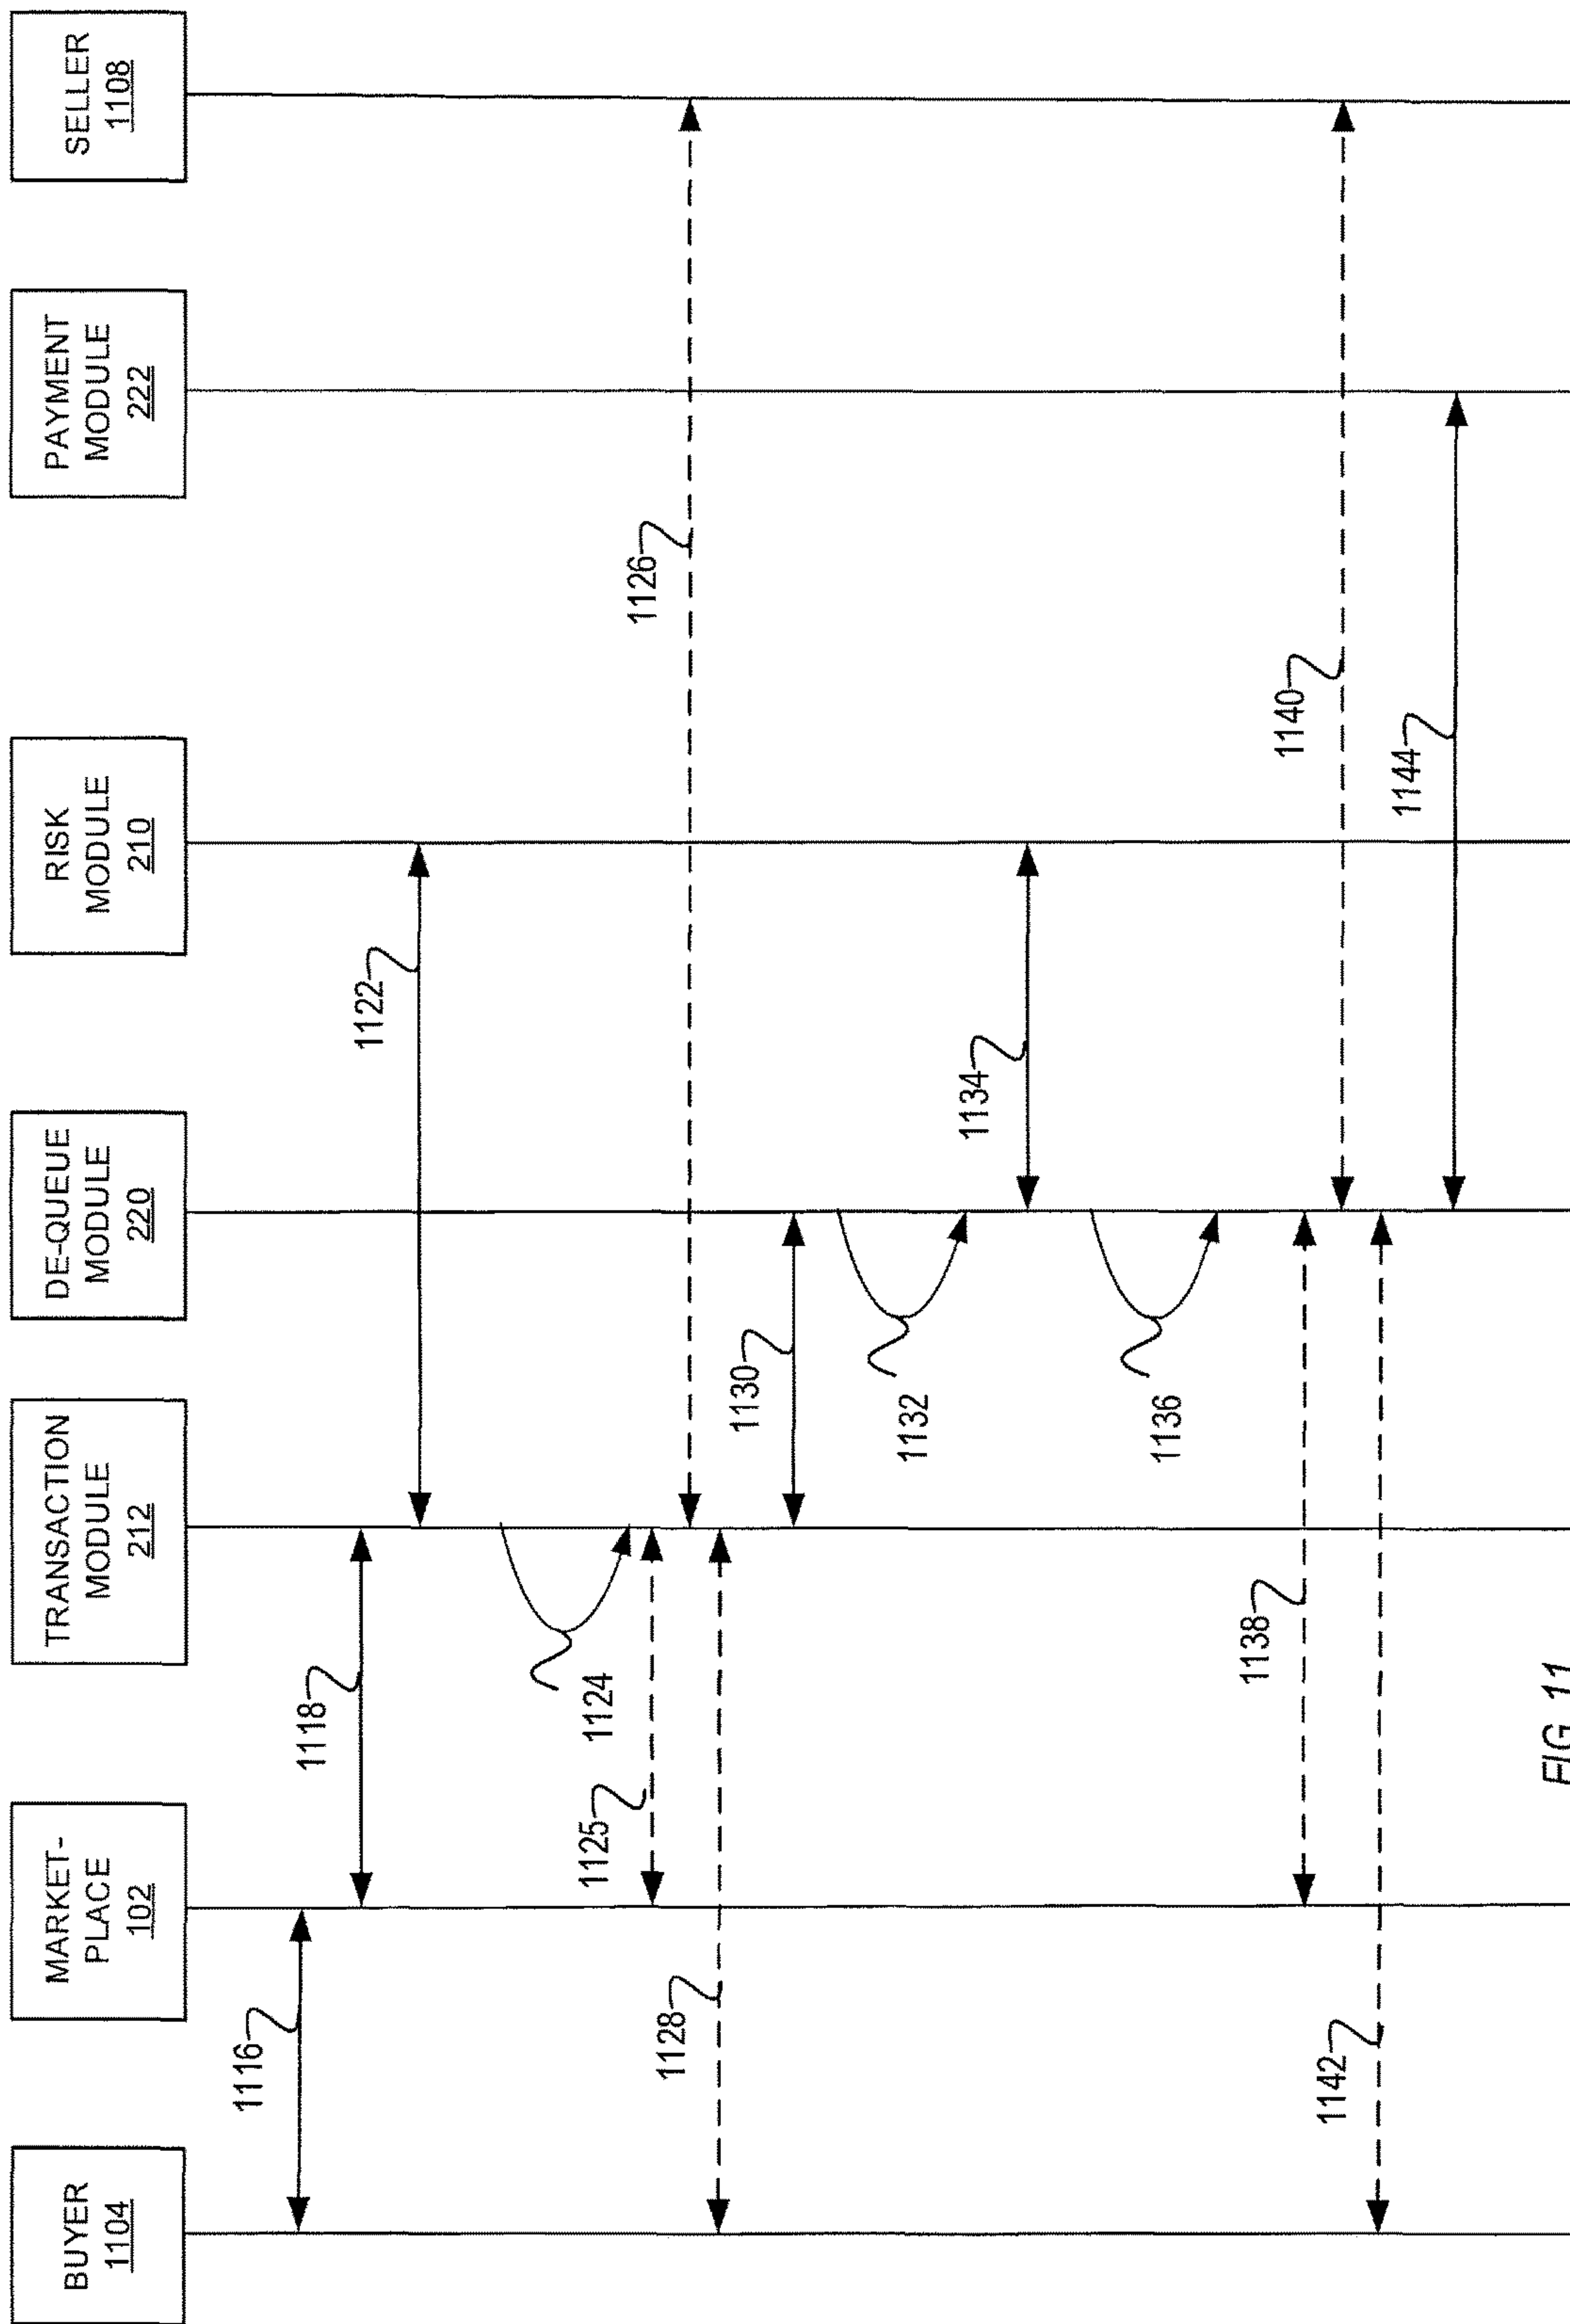 BUYER
1104
MARKET-
PLACE
102
TRANSACTION
MODULE
212
DE-QUEUE
MODULE
220
RISK
MODULE
210
PAYMENT
MODULE
222
SELLER
1108
1116
1118
1122
1124
1125
1126
1128
1130
1132
1134
1136
1138
1140
1142
1144
FIG. 11